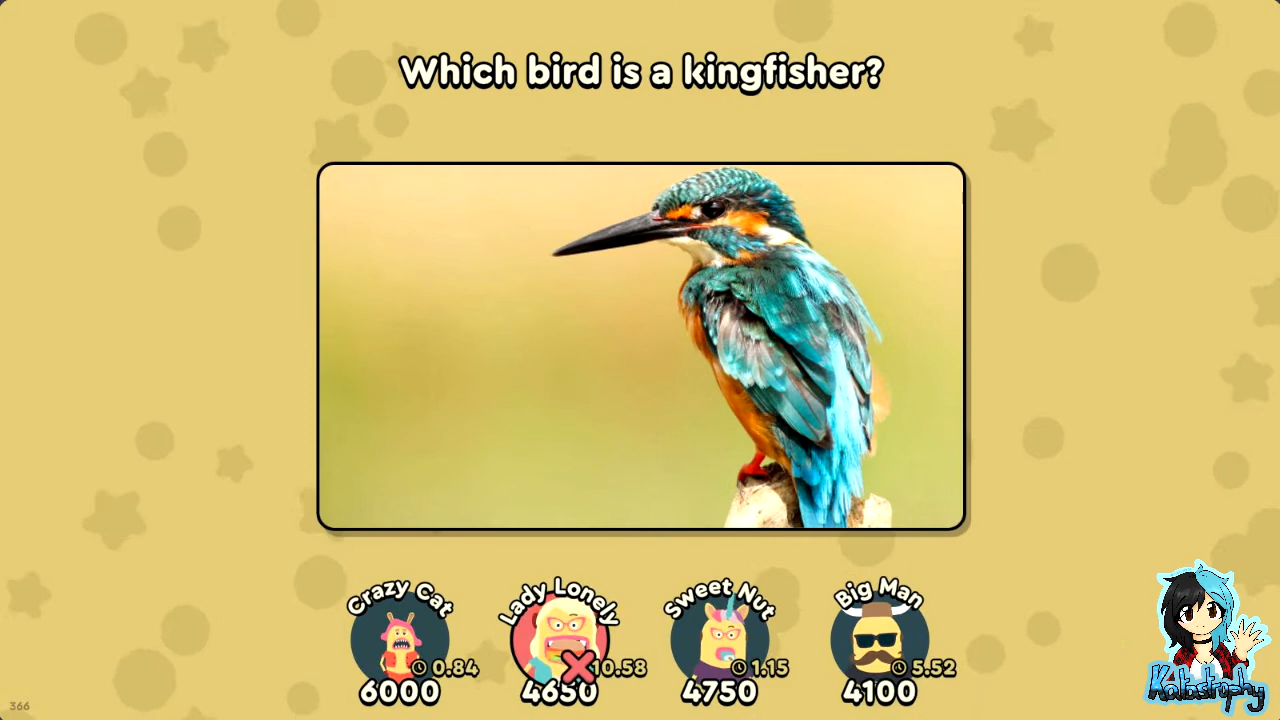 Which bird is a kingfisher?
Crazy Cat
0.84
6000
Lady Lonely
10.58
4650
Sweet Nut
1.15
4750
Big Man
5.52
4100
Kalastrophy
366